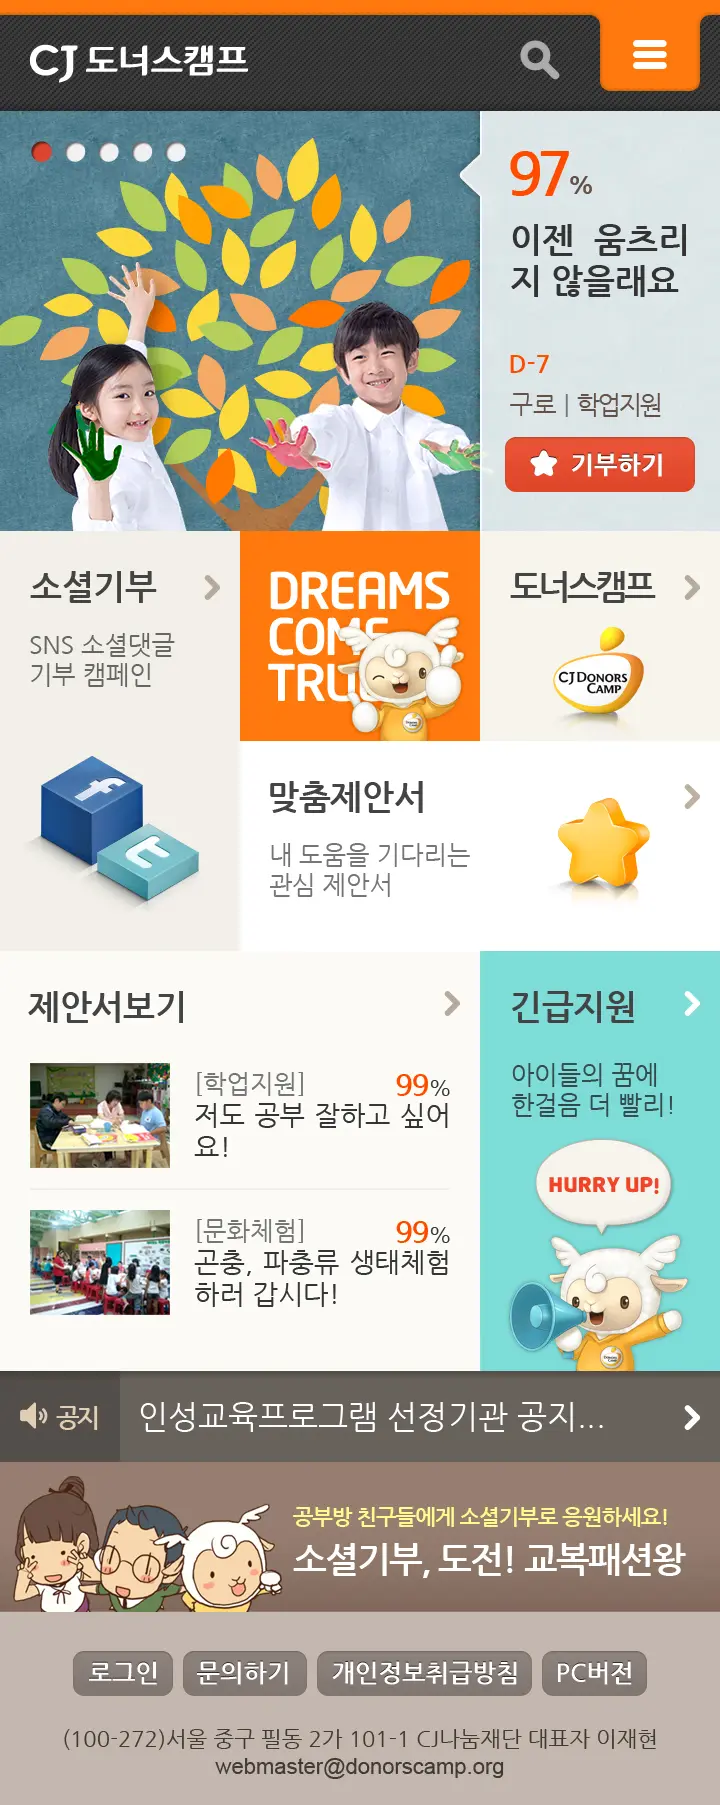 CJ 도너스캠프
97%
이젠 움츠리
지 않을래요
D-7
구로 | 학업지원
기부하기
소셜기부
SNS 소셜댓글
기부 캠페인
DREAMS
COME
TRU
도너스캠프
CJ DONORS
CAMP
맞춤제안서
내 도움을 기다리는
관심 제안서
제안서보기
[학업지원] 99%
저도 공부 잘하고 싶어
요!
[문화체험] 99%
곤충, 파충류 생태체험
하러 갑시다!
긴급지원
아이들의 꿈에
한걸음 더 빨리!
HURRY UP!
공지 인성교육프로그램 선정기관 공지...
공부방 친구들에게 소셜기부로 응원하세요!
소셜기부, 도전! 교복패션왕
로그인 문의하기 개인정보취급방침 PC버전
(100-272)서울 중구 필동 2가 101-1 CJ나눔재단 대표자 이재현
webmaster@donorscamp.org